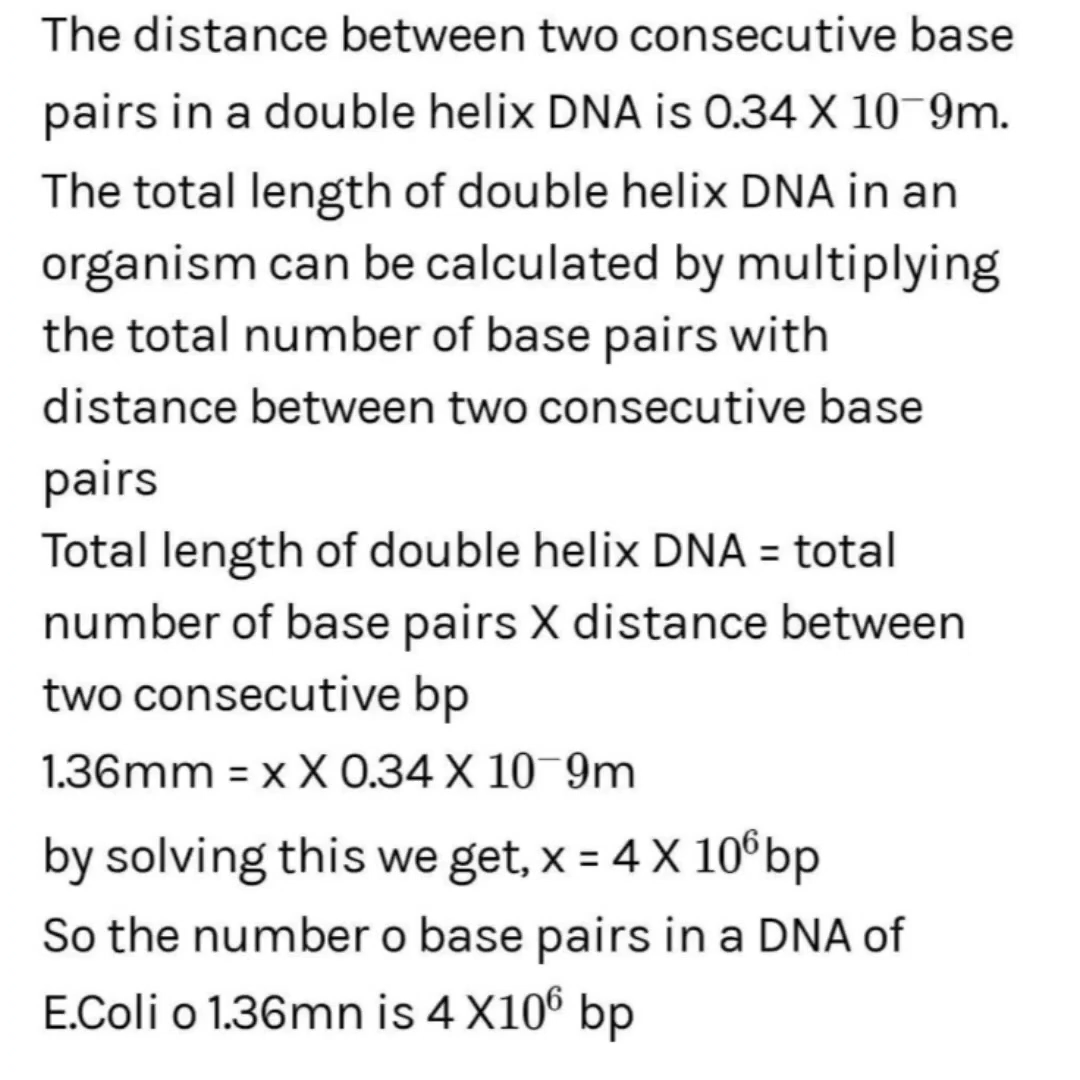 The distance between two consecutive base
pairs in a double helix DNA is 0.34 X 10⁻9m.
The total length of double helix DNA in an
organism can be calculated by multiplying
the total number of base pairs with
distance between two consecutive base
pairs
Total length of double helix DNA = total
number of base pairs X distance between
two consecutive bp
1.36mm = x X 0.34 X 10⁻9m
by solving this we get, x = 4 X 10⁶bp
So the number o base pairs in a DNA of
E.Coli o 1.36mn is 4 X10⁶ bp